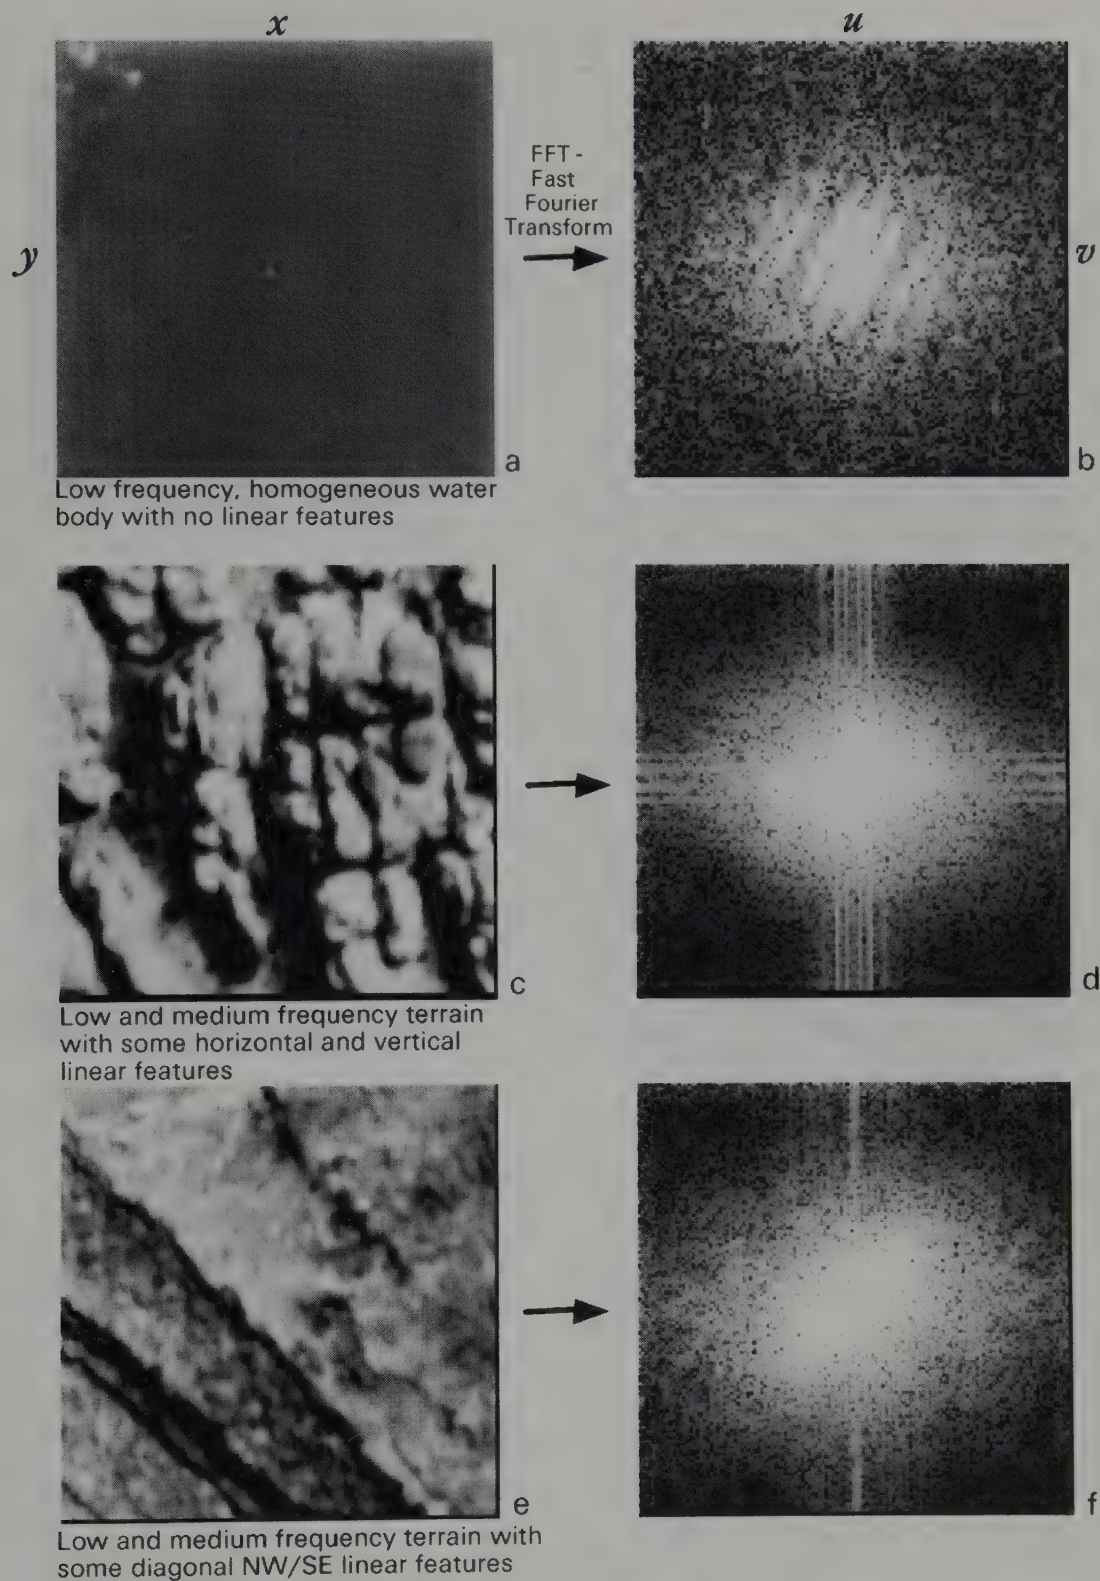 x
u
y
FFT -
Fast
Fourier
Transform
v
a
b
Low frequency, homogeneous water
body with no linear features
c
d
Low and medium frequency terrain
with some horizontal and vertical
linear features
e
f
Low and medium frequency terrain with
some diagonal NW/SE linear features